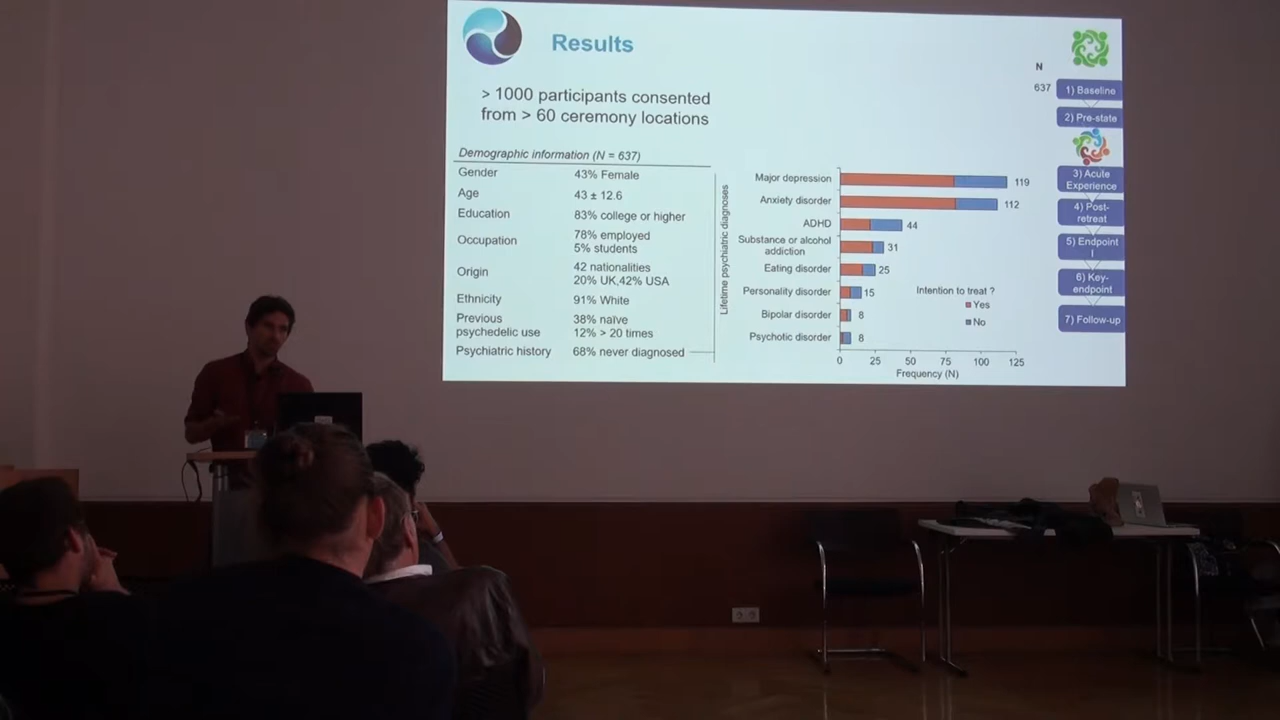 Results
> 1000 participants consented
from > 60 ceremony locations
Demographic information (N = 637)
Gender 43% Female
Age 43 ± 12.6
Education 83% college or higher
Occupation 78% employed
5% students
Origin 42 nationalities
20% UK,42% USA
Ethnicity 91% White
Previous psychedelic use 38% naïve
12% > 20 times
Psychiatric history 68% never diagnosed
Lifetime psychiatric diagnoses
Major depression 119
Anxiety disorder 112
ADHD 44
Substance or alcohol
addiction 31
Eating disorder 25
Personality disorder 15
Bipolar disorder 8
Psychotic disorder 8
Intention to treat ?
Yes
No
0 25 50 75 100 125
Frequency (N)
N
637 1) Baseline
2) Pre-state
3) Acute
Experience
4) Post-
retreat
5) Endpoint
I
6) Key-
endpoint
7) Follow-up